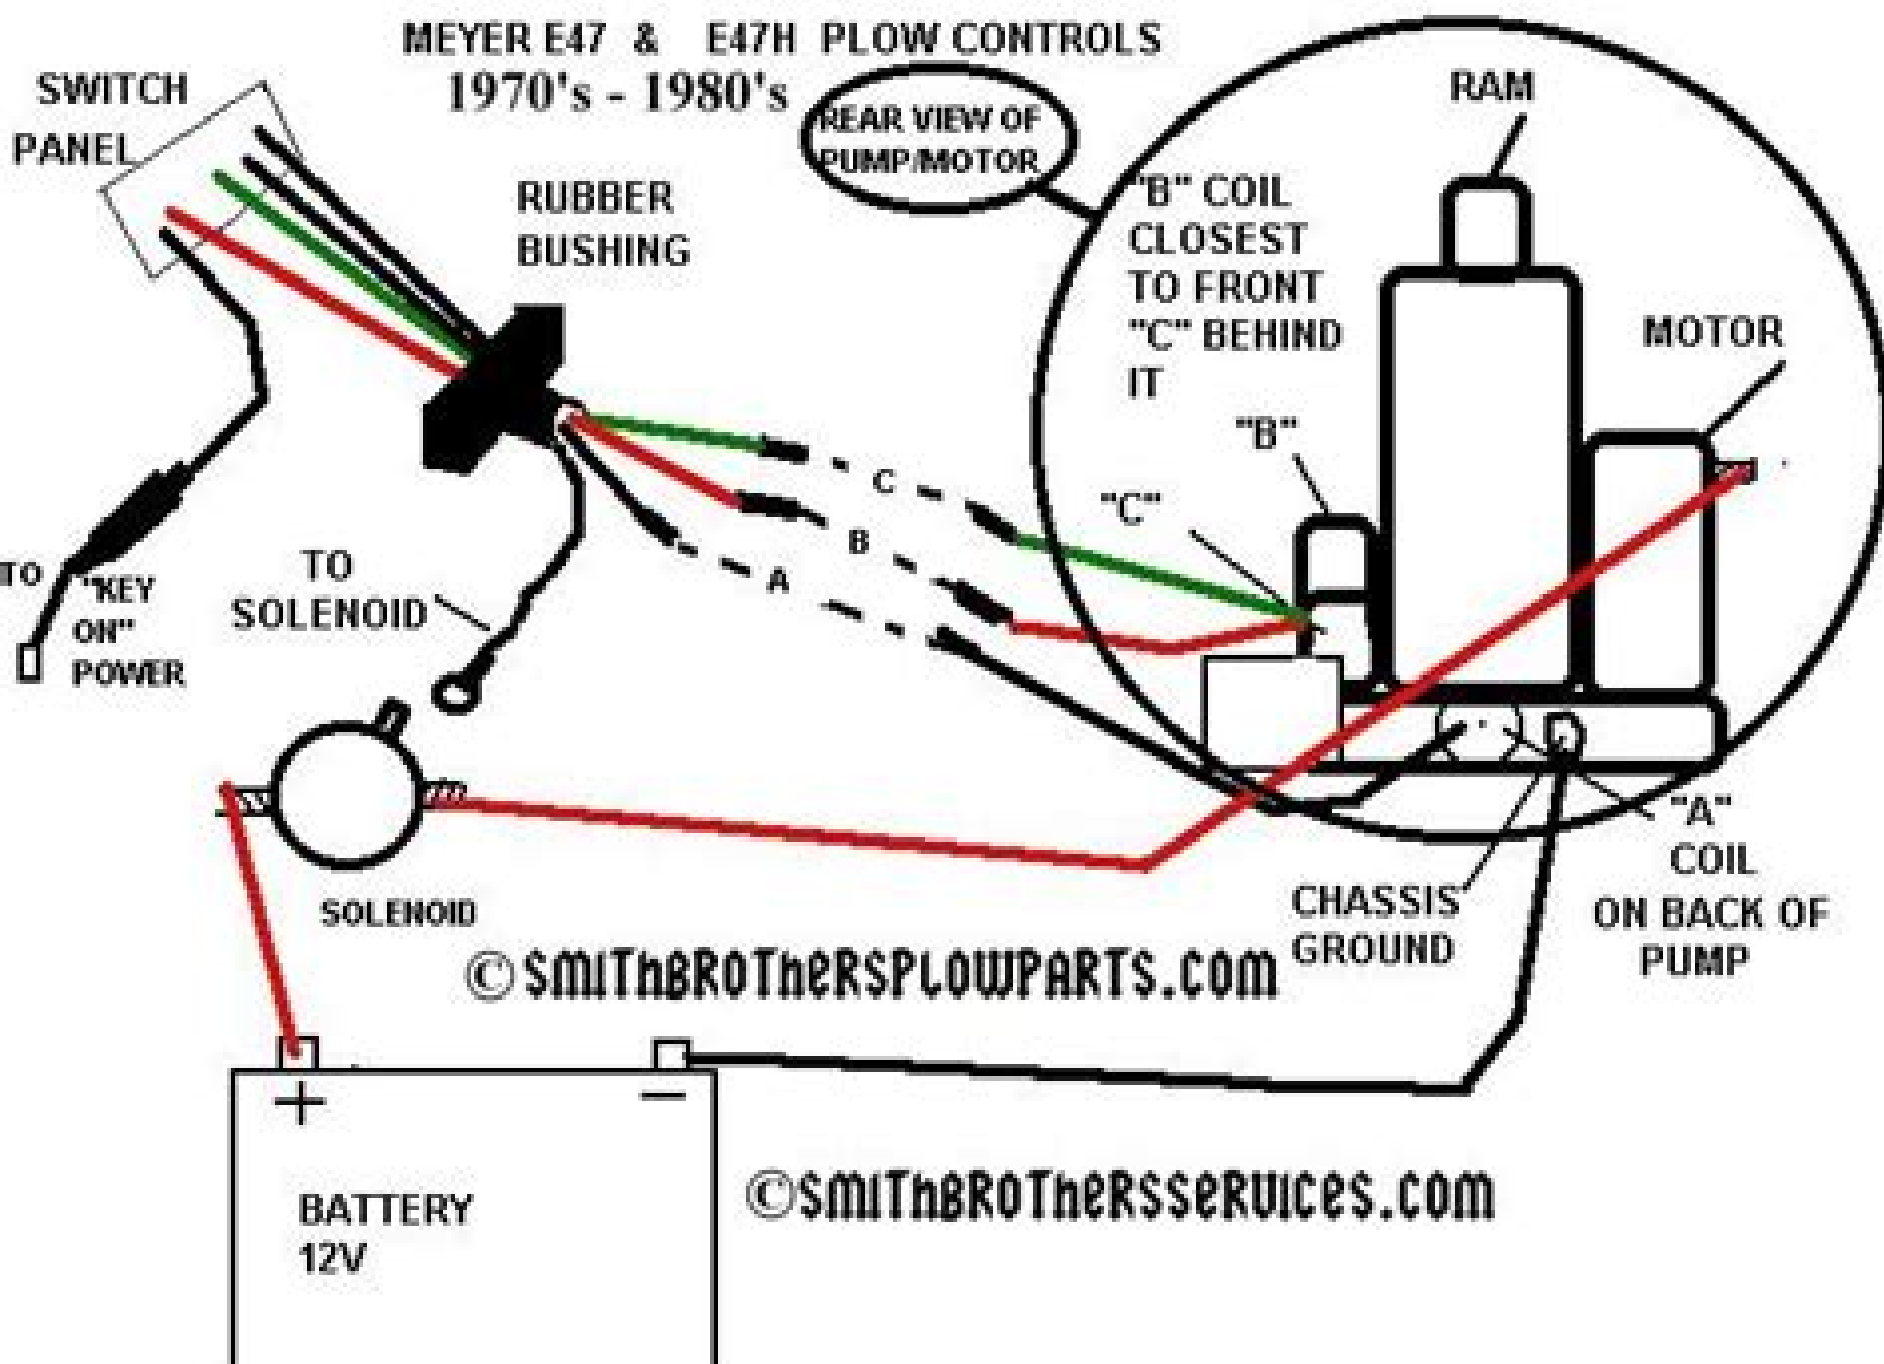 MEYER E47 & E47H PLOW CONTROLS
1970's - 1980's
SWITCH
PANEL
REAR VIEW OF
PUMP/MOTOR
RAM
RUBBER
BUSHING
"B" COIL
CLOSEST
TO FRONT
"C" BEHIND
IT
MOTOR
"B"
"C"
C
B
A
TO
SOLENOID
TO "KEY
ON"
POWER
SOLENOID
"A"
COIL
ON BACK OF
PUMP
CHASSIS
GROUND
©SMITHBROTHERSPLOWPARTS.COM
+
−
BATTERY
12V
©SMITHBROTHERSSERVICES.COM